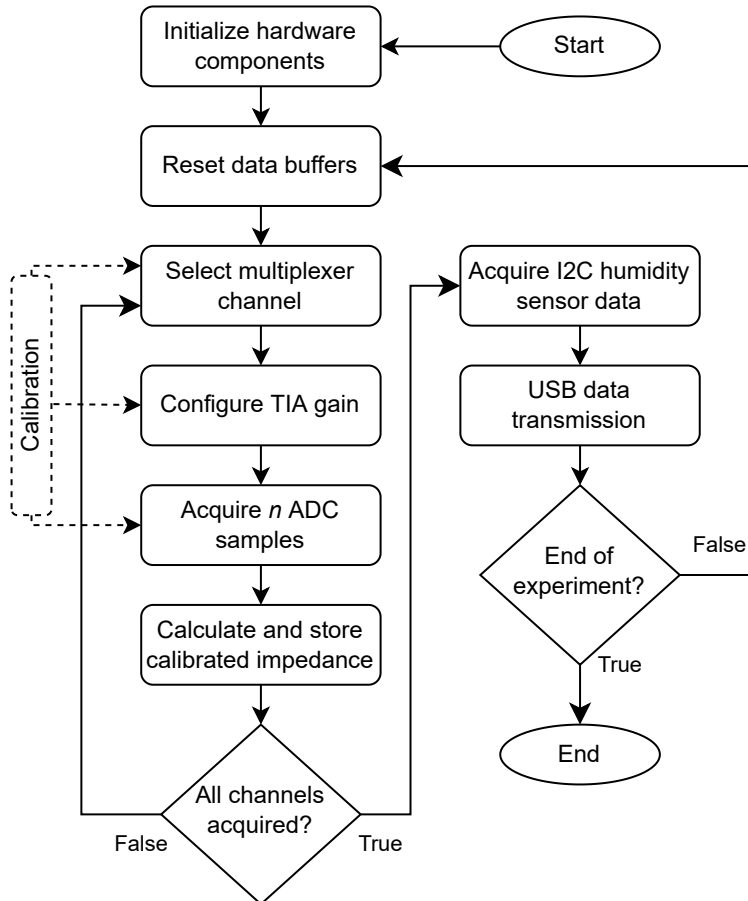 Start
Initialize hardware
components
Reset data buffers
Select multiplexer
channel
Calibration
Configure TIA gain
Acquire n ADC
samples
Calculate and store
calibrated impedance
All channels
acquired?
False
True
Acquire I2C humidity
sensor data
USB data
transmission
End of
experiment?
False
True
End